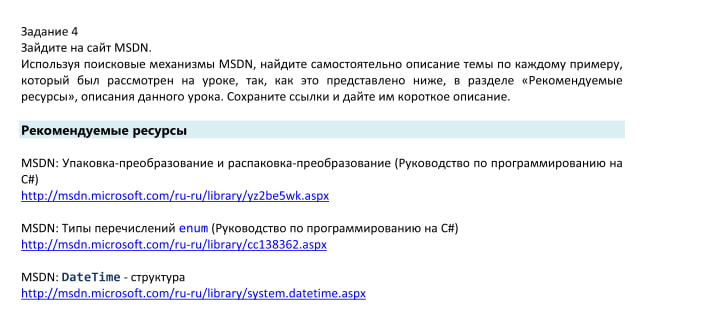 Задание 4
Зайдите на сайт MSDN.
Используя поисковые механизмы MSDN, найдите самостоятельно описание темы по каждому примеру,
который был рассмотрен на уроке, так, как это представлено ниже, в разделе «Рекомендуемые
ресурсы», описания данного урока. Сохраните ссылки и дайте им короткое описание.
Рекомендуемые ресурсы
MSDN: Упаковка-преобразование и распаковка-преобразование (Руководство по программированию на
C#)
http://msdn.microsoft.com/ru-ru/library/yz2be5wk.aspx
MSDN: Типы перечислений enum (Руководство по программированию на C#)
http://msdn.microsoft.com/ru-ru/library/cc138362.aspx
MSDN: DateTime - структура
http://msdn.microsoft.com/ru-ru/library/system.datetime.aspx